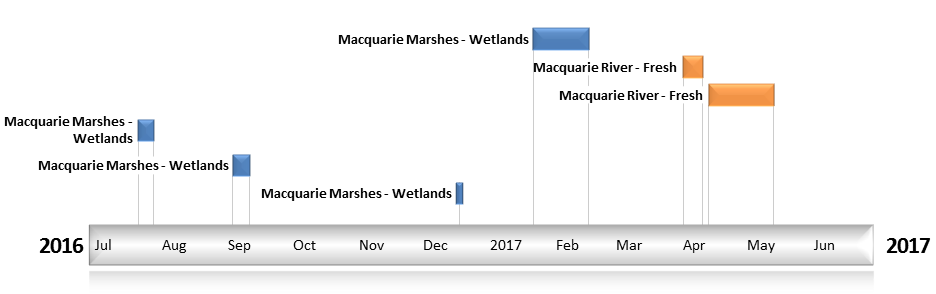 Macquarie Marshes - Wetlands
Macquarie River - Fresh
Macquarie River - Fresh
Macquarie Marshes -
Wetlands
Macquarie Marshes - Wetlands
Macquarie Marshes - Wetlands
2016 Jul Aug Sep Oct Nov Dec 2017 Feb Mar Apr May Jun 2017